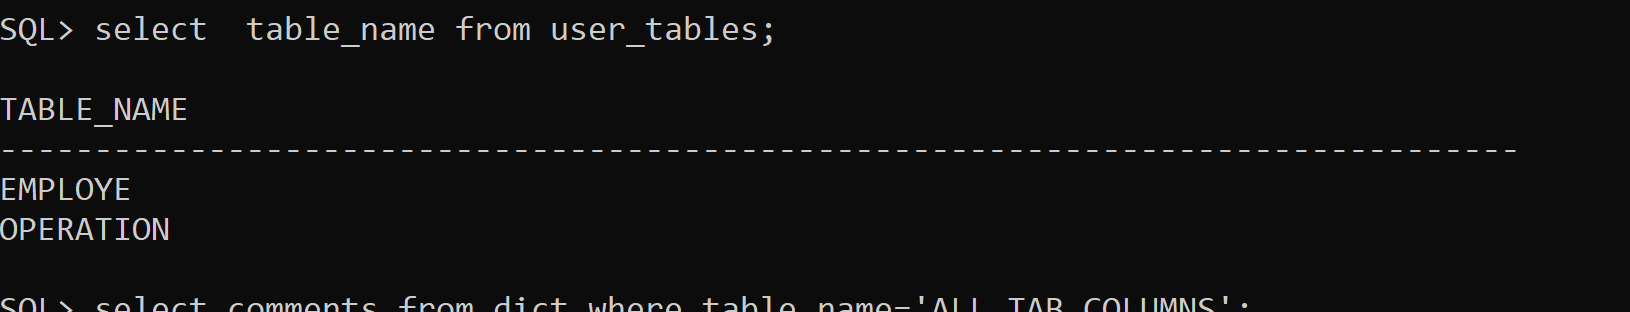 SQL> select  table_name from user_tables;
TABLE_NAME
--------------------------------------------------------------------------------
EMPLOYE
OPERATION
SQL> select comments from dict where table_name='ALL_TAB_COLUMNS';